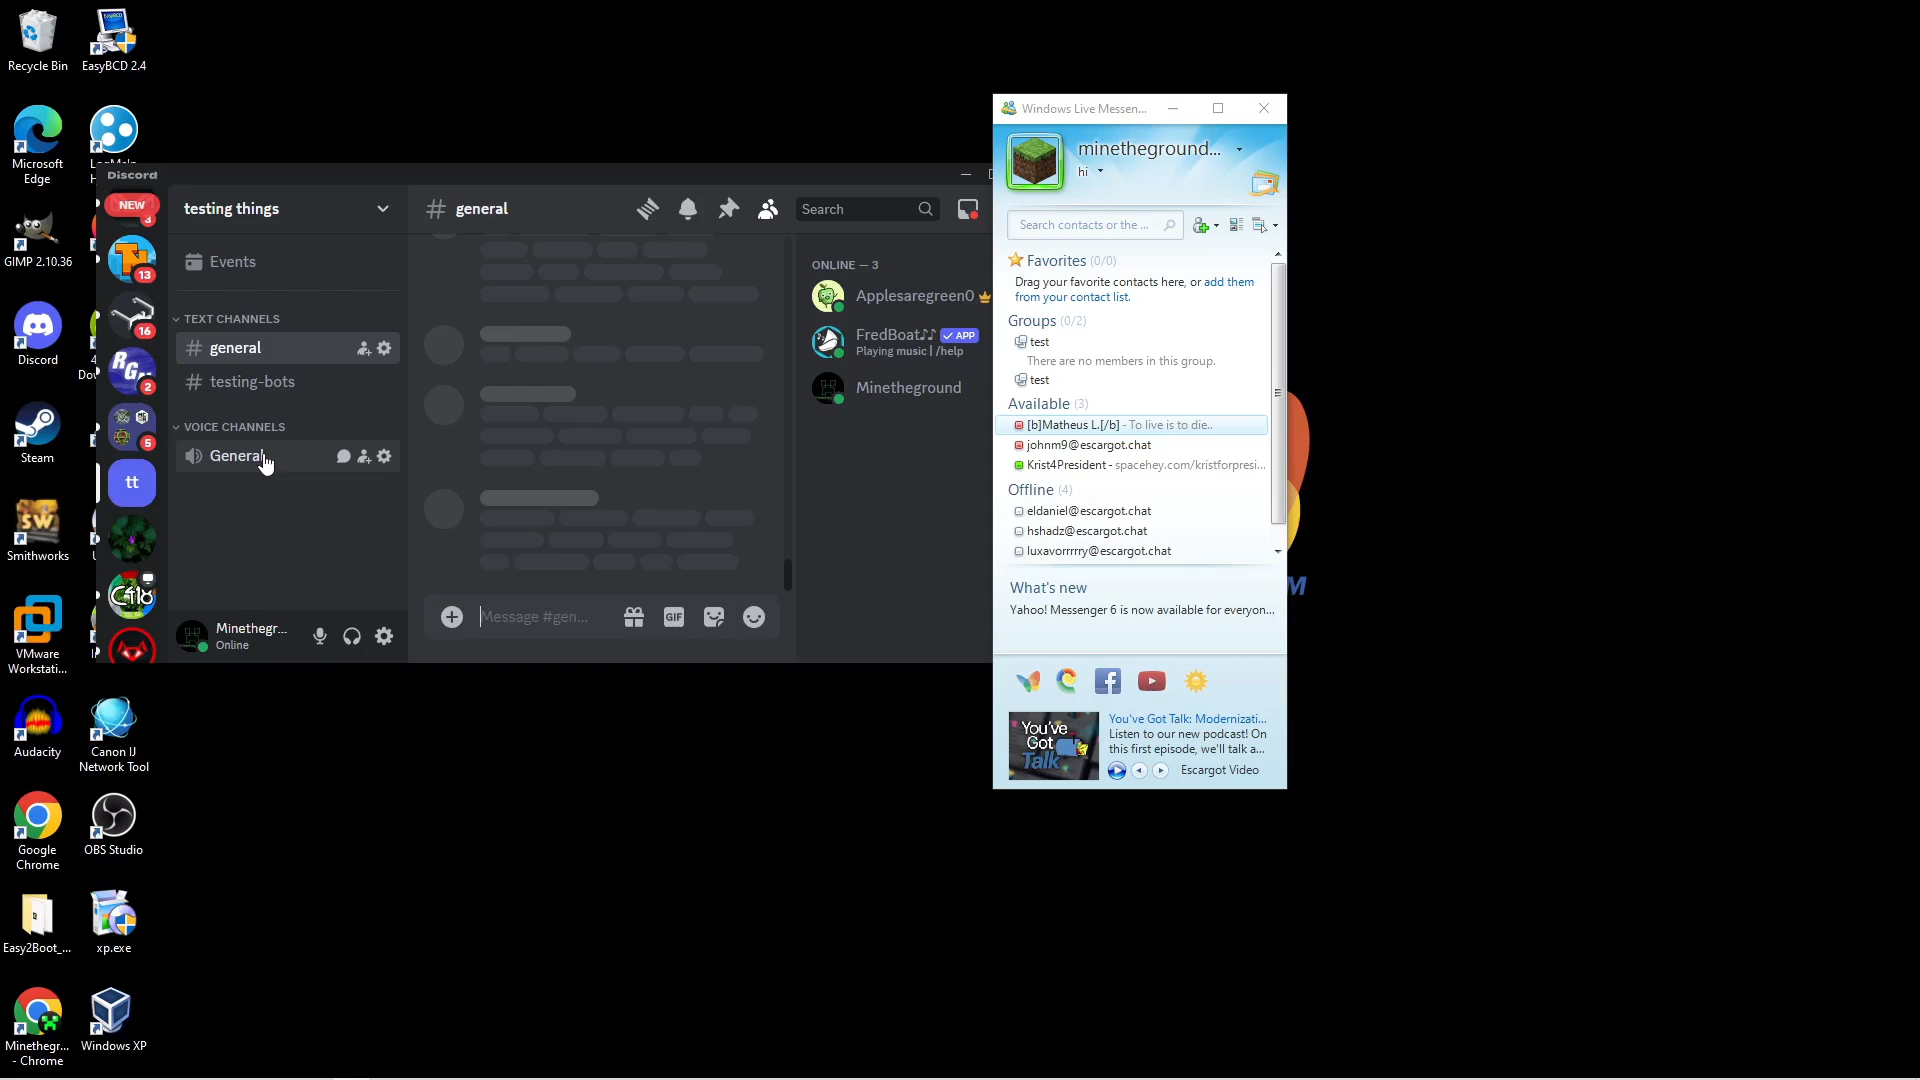 Recycle Bin
EasyBCD 2.4
Microsoft
Edge
GIMP 2.10.36
Discord
4
Steam
Smithworks
VMware
Workstati...
Audacity
Canon IJ
Network Tool
Google
Chrome
OBS Studio
Easy2Boot_...
xp.exe
Minethegr...
- Chrome
Windows XP
Discord
NEW
3
13
16
RGN
2
5
tt
C418
testing things
Events
TEXT CHANNELS
# general
# testing-bots
VOICE CHANNELS
General
Minethegr...
Online
# general
Search
Message #gen...
GIF
ONLINE — 3
Applesaregreen0
FredBoat♪♪ ✓ APP
Playing music | /help
Minetheground
Windows Live Messen...
minetheground...
hi
Search contacts or the ...
Favorites (0/0)
Drag your favorite contacts here, or add them
from your contact list.
Groups (0/2)
test
There are no members in this group.
test
Available (3)
[b]Matheus L.[/b] - To live is to die..
johnm9@escargot.chat
Krist4President - spacehey.com/kristforpresi...
Offline (4)
eldaniel@escargot.chat
hshadz@escargot.chat
luxavorrrrry@escargot.chat
What's new
Yahoo! Messenger 6 is now available for everyon...
You've
Got
Talk
You've Got Talk: Modernizati...
Listen to our new podcast! On
this first episode, we'll talk a...
Escargot Video
M